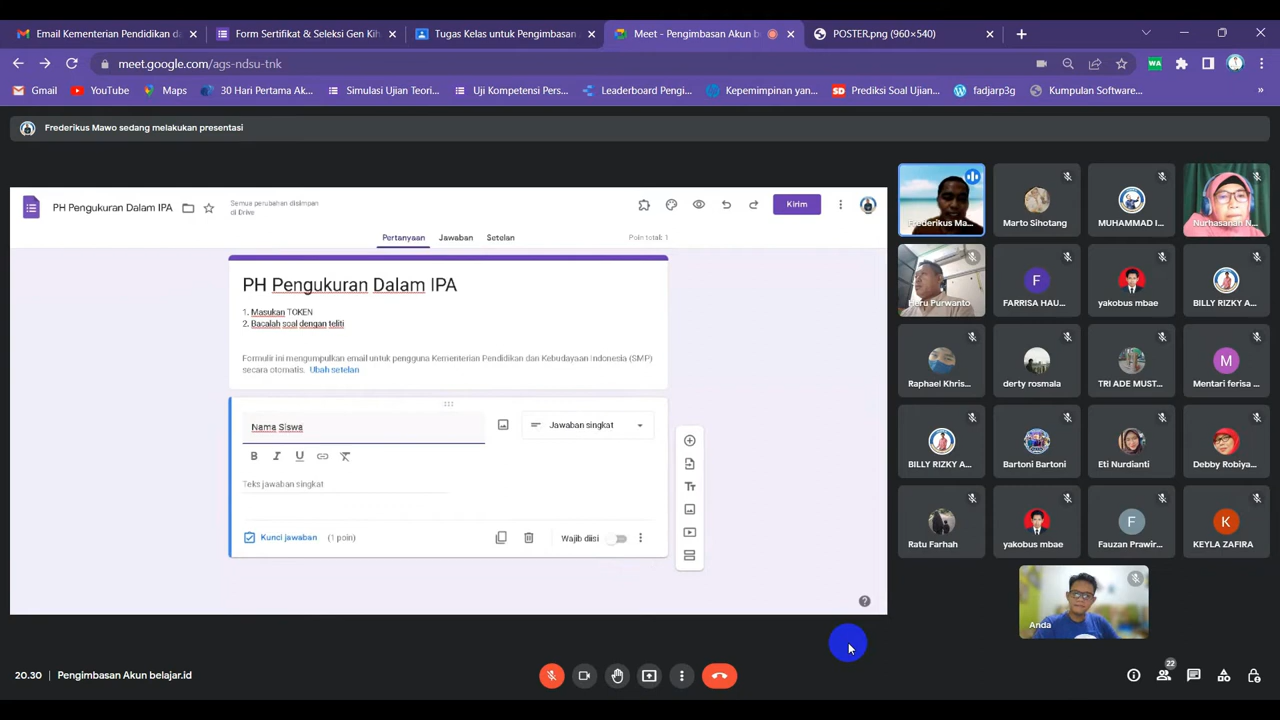 Email Kementerian Pendidikan d
Form Sertifikat & Seleksi Gen Kih
Tugas Kelas untuk Pengimbasan
Meet - Pengimbasan Akun b
POSTER.png (960×540)
meet.google.com/ags-ndsu-tnk
Gmail
YouTube
Maps
30 Hari Pertama Ak...
Simulasi Ujian Teori...
Uji Kompetensi Pers...
Leaderboard Pengi...
Kepemimpinan yan...
SD Prediksi Soal Ujian...
fadjarp3g
Kumpulan Software...
WA
Frederikus Mawo sedang melakukan presentasi
PH Pengukuran Dalam IPA
Semua perubahan disimpan
di Drive
Kirim
Pertanyaan
Jawaban
Setelan
Poin total: 1
PH Pengukuran Dalam IPA
1. Masukan TOKEN
2. Bacalah soal dengan teliti
Formulir ini mengumpulkan email untuk pengguna Kementerian Pendidikan dan Kebudayaan Indonesia (SMP)
secara otomatis. Ubah setelan
Nama Siswa
Jawaban singkat
B I U
Teks jawaban singkat
Kunci jawaban (1 poin)
Wajib diisi
Tт
Frederikus Ma...
Marto Sihotang
MUHAMMAD I...
Nurhasanah N...
Heru Purwanto
F
FARRISA HAU...
yakobus mbae
BILLY RIZKY A...
Raphael Khris...
derty rosmala
TRI ADE MUST...
M
Mentari ferisa ...
BILLY RIZKY A...
Bartoni Bartoni
Eti Nurdianti
Debby Robiya...
Ratu Farhah
yakobus mbae
F
Fauzan Prawir...
K
KEYLA ZAFIRA
Anda
20.30 | Pengimbasan Akun belajar.id
22